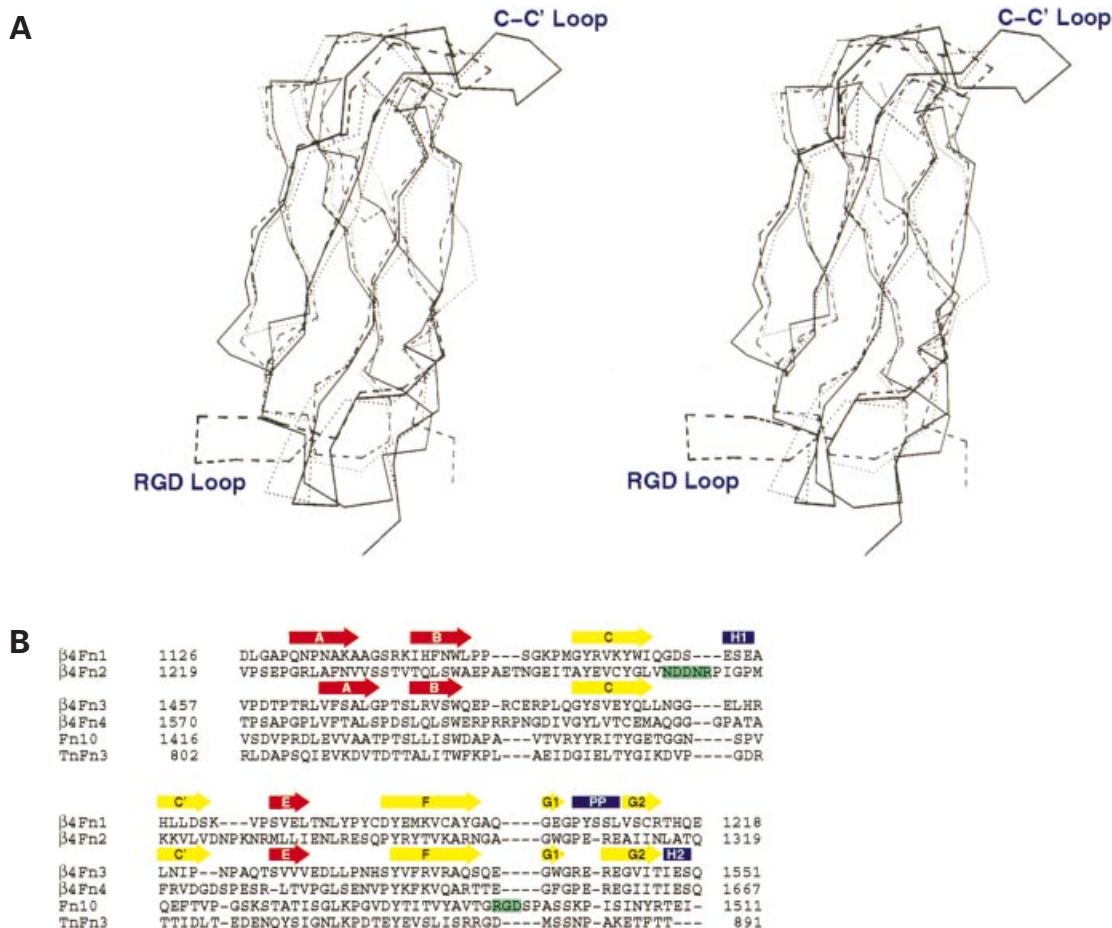 A
C–C' Loop
C–C' Loop
RGD Loop
RGD Loop
B
A B C H1
β4Fn1 1126 DLGAPQNPNAKAAGSRKIHFNWLPP---SGKPMGYRVKYWIQGDS---ESEA
β4Fn2 1219 VPSEPGRLAFNVVSSTVTQLSWAEPAETNGEITAYEVCYGLVNDDNRPIGPM
A B C
β4Fn3 1457 VPDTPTRLVFSALGPTSLRVSWQEP-RCERPLQGYSVEYQLLNGG---ELHR
β4Fn4 1570 TPSAPGPLVFTALSPDSLQLSWERPRRPNGDIVGYLVTCEMAQGG--GPATA
Fn10 1416 VSDVPRDLEVVAATPTSLLISWDAPA---VTVRYYRITYGETGGN----SPV
TnFn3 802 RLDAPSQIEVKDVTDTTALITWFKPL---AEIDGIELTYGIKDVP----GDR
C' E F G1 PP G2
β4Fn1 HLLDSK---VPSVELTNLYPYCDYEMKVCAYGAQ----GEGPYSSLVSCRTHQE 1218
β4Fn2 KKVLVDNPKNRMLLIENLRESQPYRYTVKARNGA----GWGPE-REAIINLATQ 1319
C' E F G1 G2 H2
β4Fn3 LNIP--NPAQTSVVVEDLLPNHSYVFRVRAQSQE----GWGRE-REGVITIESQ 1551
β4Fn4 FRVDGDSPESR-LTVPGLSENVPYKFKVQARTTE----GFGPE-REGIITIESQ 1667
Fn10 QEFTVP-GSKSTATISGLKPGVDYTITVYAVTGRGDSPASSKP-ISINYRTEI- 1511
TnFn3 TTIDLT-EDENQYSIGNLKPDTEYEVSLISRRGD----MSSNP-AKETFTT--- 891